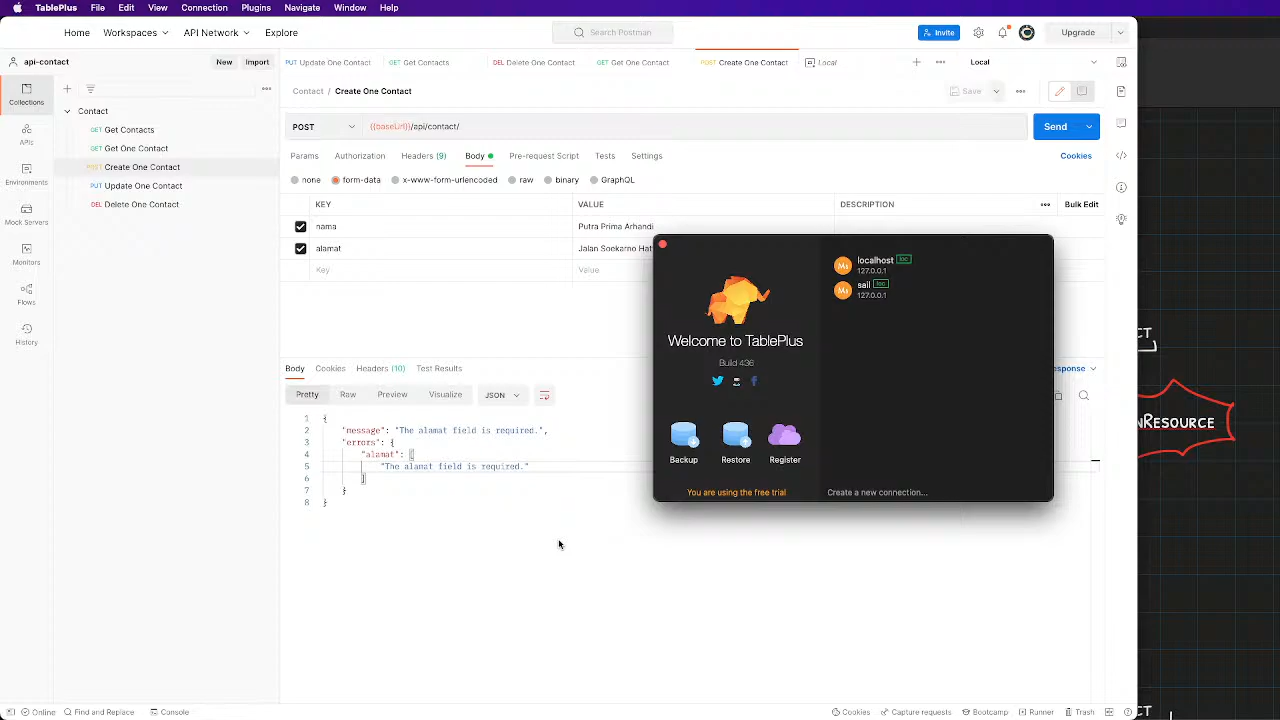 TablePlus File Edit View Connection Plugins Navigate Window Help
Home Workspaces API Network Explore Search Postman Invite Upgrade
api-contact New Import
PUT Update One Contact GET Get Contacts DEL Delete One Contact GET Get One Contact POST Create One Contact Local Local
Contact / Create One Contact Save
Collections
APIs
Environments
Mock Servers
Monitors
Flows
History
Contact
GET Get Contacts
GET Get One Contact
POST Create One Contact
PUT Update One Contact
DEL Delete One Contact
POST {{baseUrl}}/api/contact/ Send
Params Authorization Headers (9) Body Pre-request Script Tests Settings Cookies
none form-data x-www-form-urlencoded raw binary GraphQL
KEY VALUE DESCRIPTION Bulk Edit
nama Putra Prima Arhandi
alamat Jalan Soekarno Hat
Key Value
Body Cookies Headers (10) Test Results
esponse
Pretty Raw Preview Visualize JSON
1 {
2 "message": "The alamat field is required.",
3 "errors": {
4 "alamat": [
5 "The alamat field is required."
6 ]
7 }
8 }
Welcome to TablePlus
Build 436
Backup Restore Register
You are using the free trial
localhost loc
127.0.0.1
sail loc
127.0.0.1
Create a new connection...
CT
NRESOURCE
CT
Online Find and Replace Console Cookies Capture requests Bootcamp Runner Trash